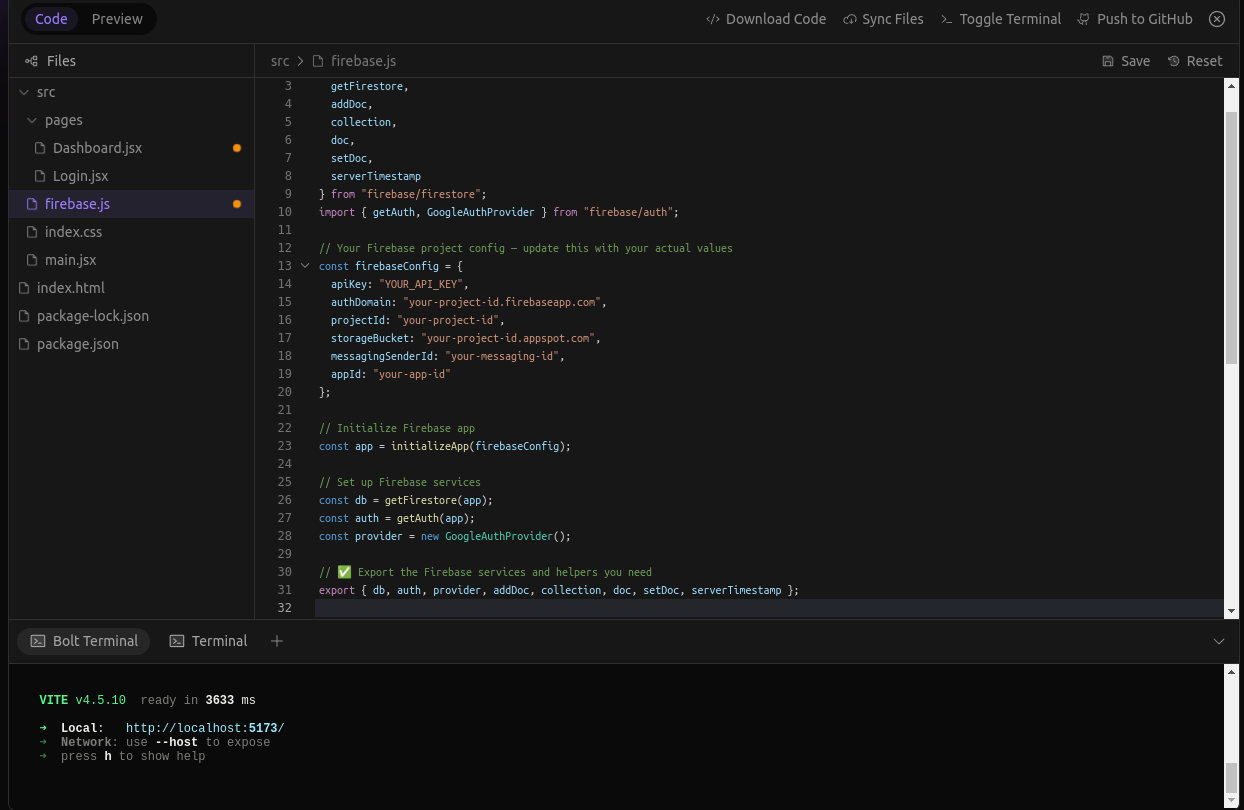 Code Preview </> Download Code Sync Files >_ Toggle Terminal Push to GitHub
Files src > firebase.js Save Reset
src
pages
Dashboard.jsx
Login.jsx
firebase.js
index.css
main.jsx
index.html
package-lock.json
package.json
3 getFirestore,
4 addDoc,
5 collection,
6 doc,
7 setDoc,
8 serverTimestamp
9 } from "firebase/firestore";
10 import { getAuth, GoogleAuthProvider } from "firebase/auth";
11
12 // Your Firebase project config — update this with your actual values
13 const firebaseConfig = {
14 apiKey: "YOUR_API_KEY",
15 authDomain: "your-project-id.firebaseapp.com",
16 projectId: "your-project-id",
17 storageBucket: "your-project-id.appspot.com",
18 messagingSenderId: "your-messaging-id",
19 appId: "your-app-id"
20 };
21
22 // Initialize Firebase app
23 const app = initializeApp(firebaseConfig);
24
25 // Set up Firebase services
26 const db = getFirestore(app);
27 const auth = getAuth(app);
28 const provider = new GoogleAuthProvider();
29
30 // ✅ Export the Firebase services and helpers you need
31 export { db, auth, provider, addDoc, collection, doc, setDoc, serverTimestamp };
32
Bolt Terminal Terminal +
VITE v4.5.10 ready in 3633 ms
➜ Local: http://localhost:5173/
➜ Network: use --host to expose
➜ press h to show help